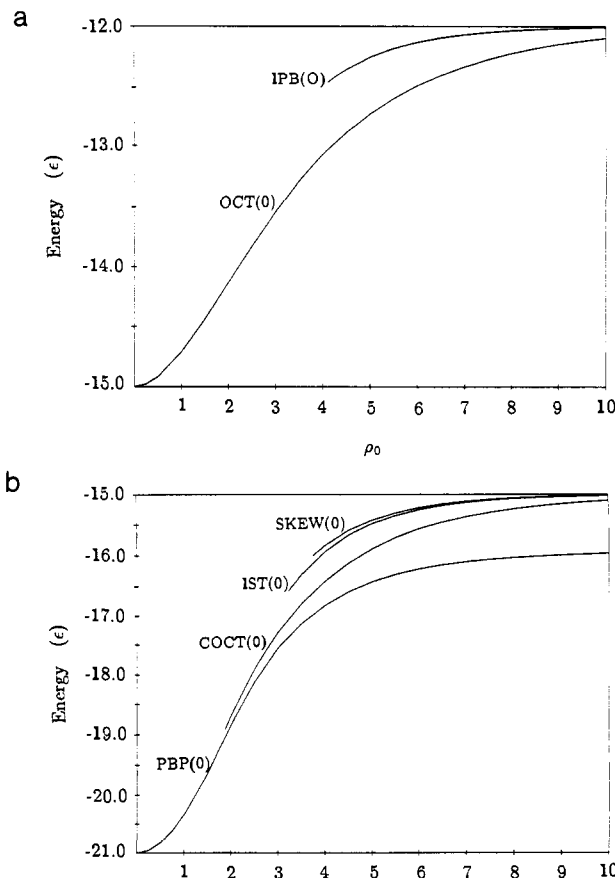 a
-12.0
IPB(O)
-13.0
OCT(0)
Energy (ϵ)
-14.0
-15.0
1 2 3 4 5 6 7 8 9 10
ρ₀
b
-15.0
SKEW(0)
-16.0
IST(0)
-17.0
COCT(0)
Energy (ϵ)
-18.0
-19.0
PBP(0)
-20.0
-21.0
1 2 3 4 5 6 7 8 9 10